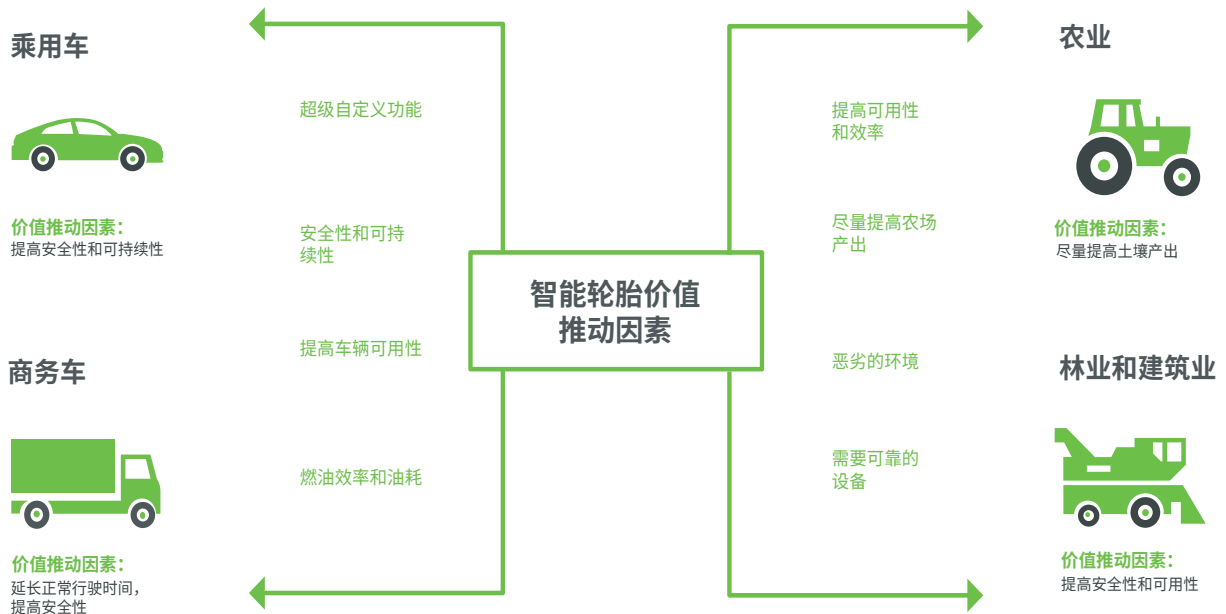 乘用车
价值推动因素：
提高安全性和可持续性
商务车
价值推动因素：
延长正常行驶时间，
提高安全性
超级自定义功能
安全性和可持
续性
提高车辆可用性
燃油效率和油耗
智能轮胎价值
推动因素
提高可用性
和效率
尽量提高农场
产出
恶劣的环境
需要可靠的
设备
农业
价值推动因素：
尽量提高土壤产出
林业和建筑业
价值推动因素：
提高安全性和可用性